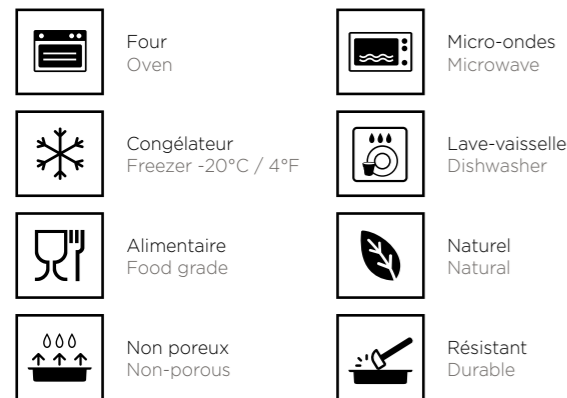 Four
Oven
Micro-ondes
Microwave
Congélateur
Freezer -20°C / 4°F
Lave-vaisselle
Dishwasher
Alimentaire
Food grade
Naturel
Natural
Non poreux
Non-porous
Résistant
Durable